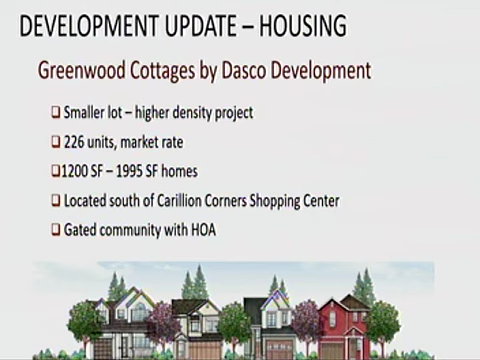 DEVELOPMENT UPDATE – HOUSING
Greenwood Cottages by Dasco Development
❑ Smaller lot – higher density project
❑ 226 units, market rate
❑1200 SF – 1995 SF homes
❑ Located south of Carillion Corners Shopping Center
❑ Gated community with HOA